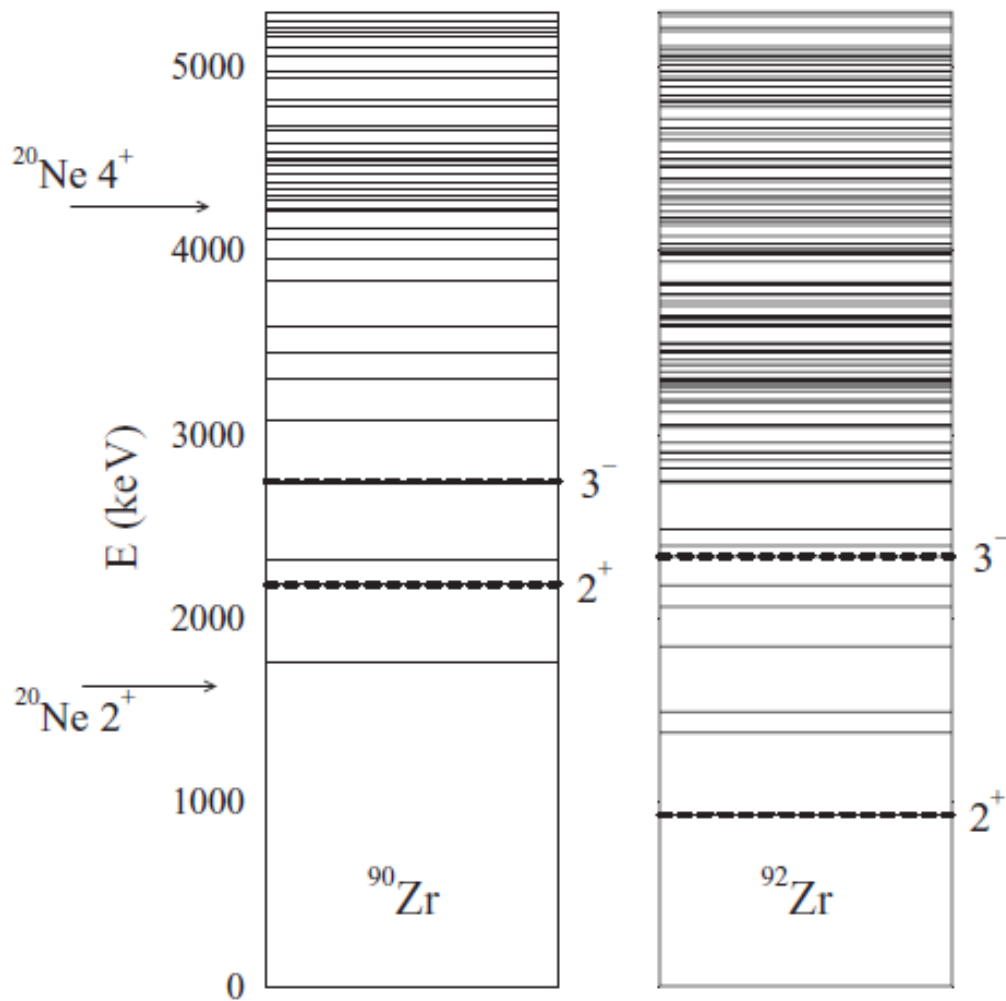 5000
²⁰Ne 4⁺
4000
3000
E (keV)
3⁻
3⁻
2⁺
2000
²⁰Ne 2⁺
1000
2⁺
⁹⁰Zr
⁹²Zr
0